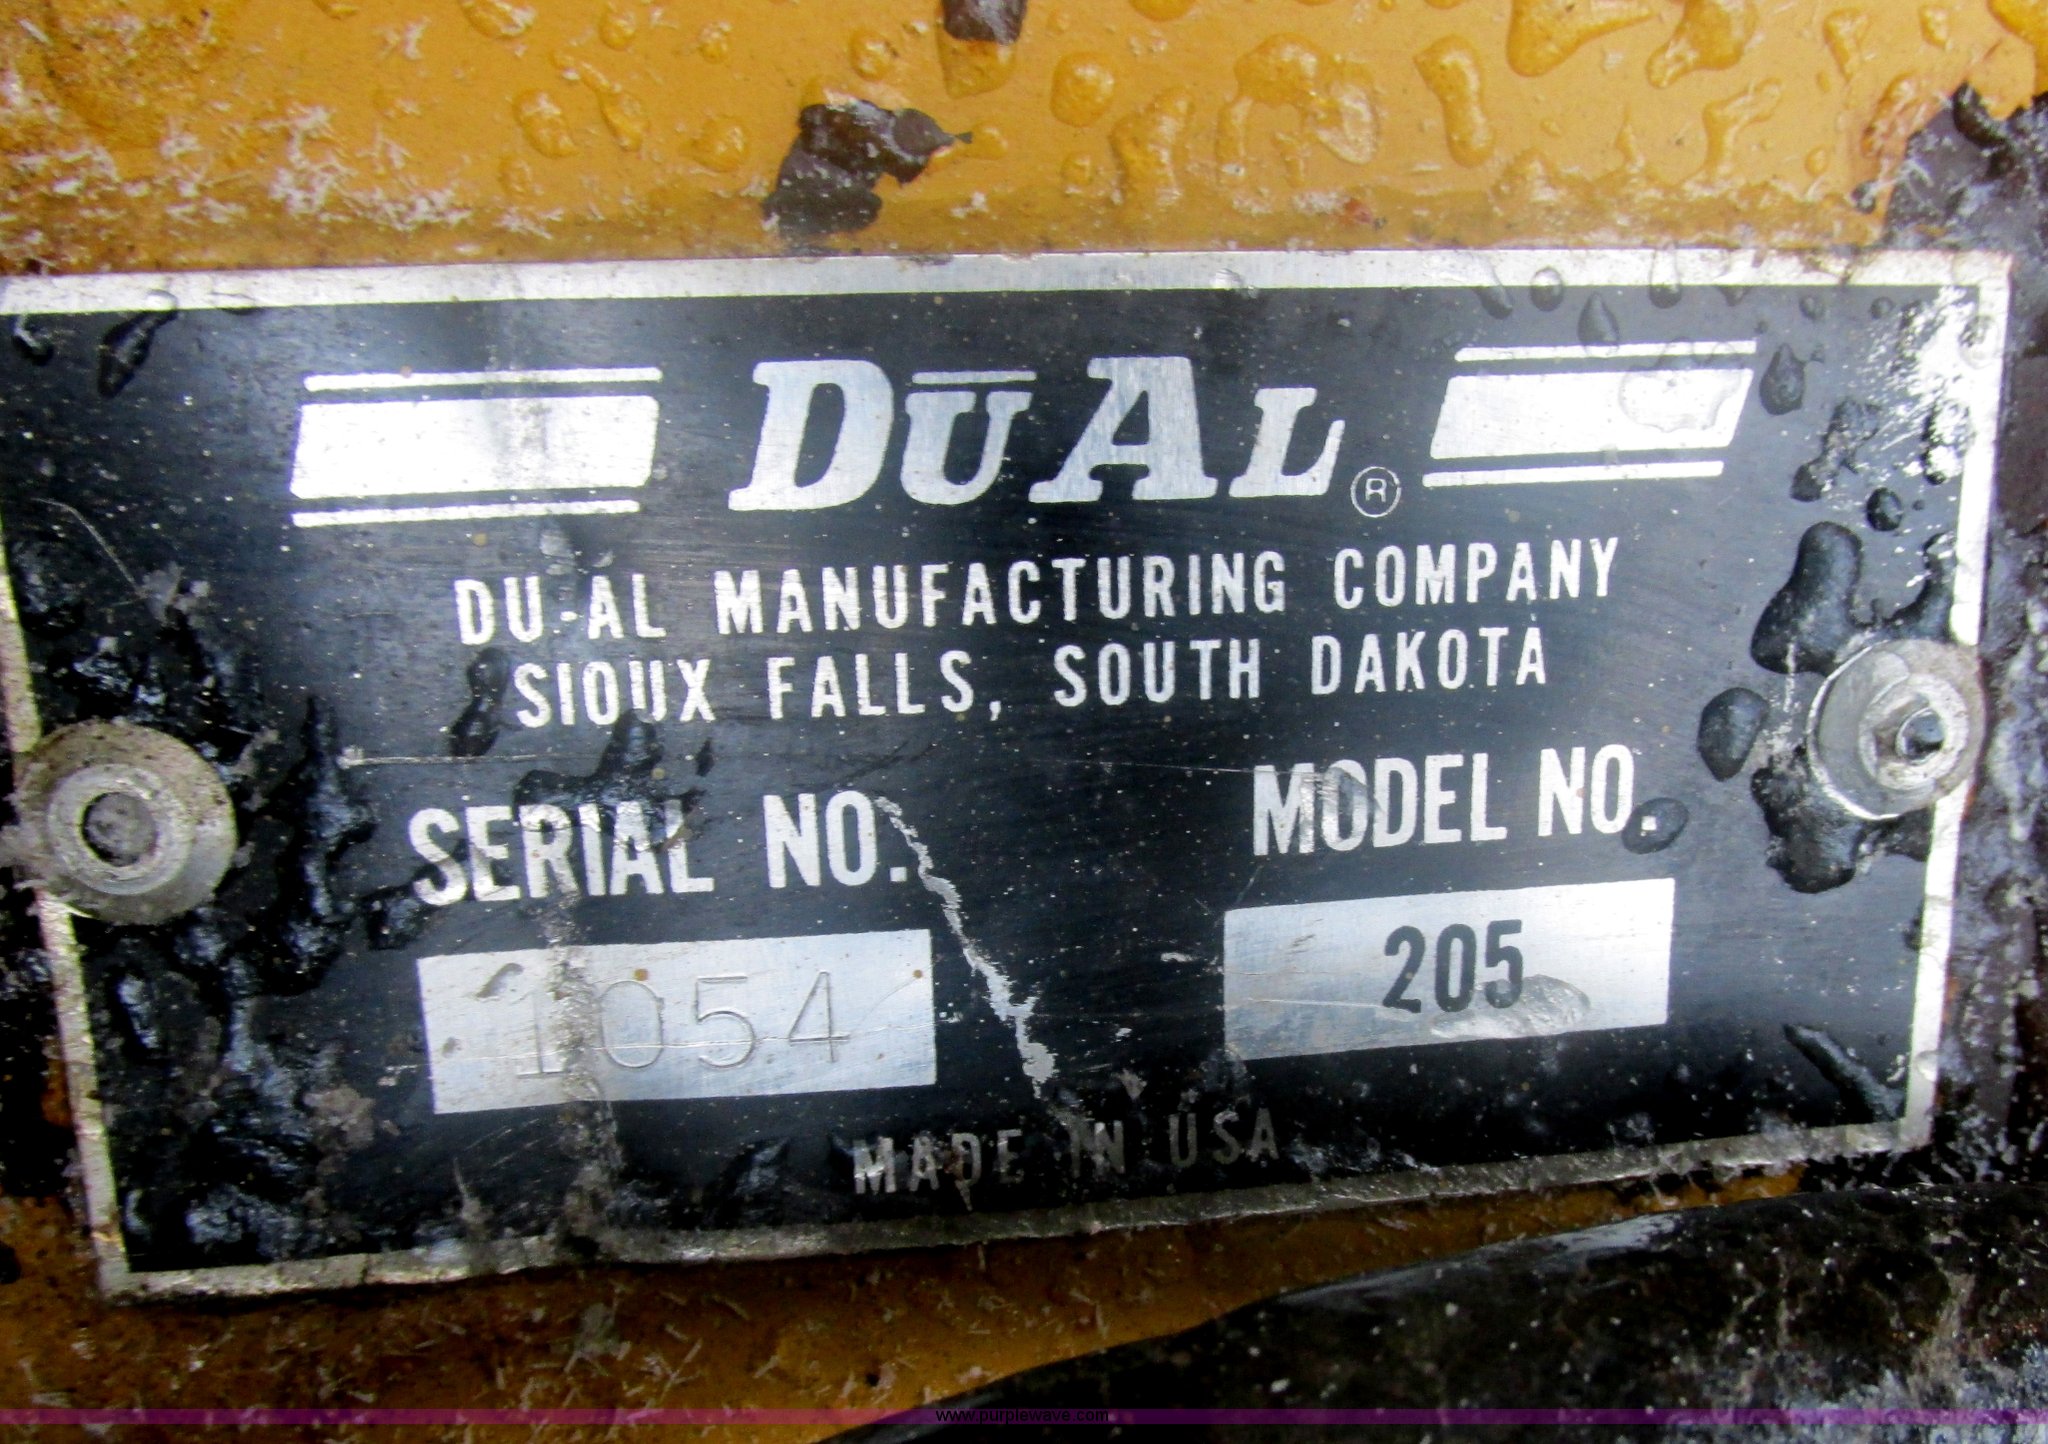 DŪAL ®
DU-AL MANUFACTURING COMPANY
SIOUX FALLS, SOUTH DAKOTA
SERIAL NO. MODEL NO.
1054 205
MADE IN USA
www.purplewave.com